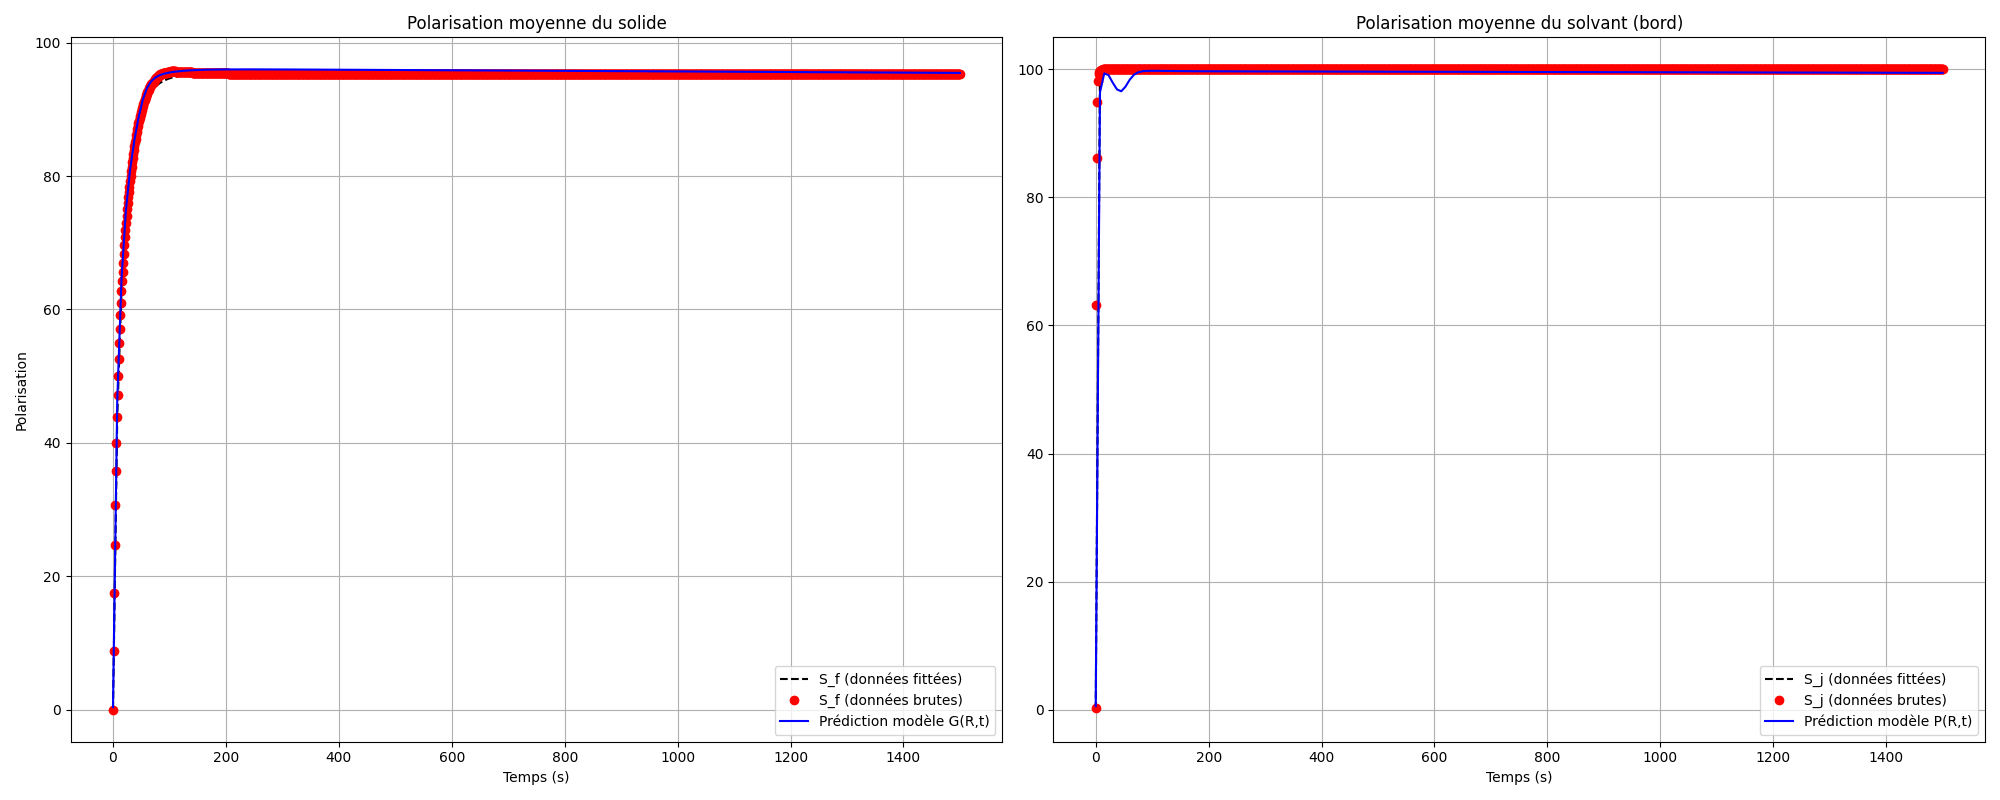 Polarisation moyenne du solide
Polarisation
100
80
60
40
20
0
0 200 400 600 800 1000 1200 1400
Temps (s)
S_f (données fittées)
S_f (données brutes)
Prédiction modèle G(R,t)
Polarisation moyenne du solvant (bord)
100
80
60
40
20
0
0 200 400 600 800 1000 1200 1400
Temps (s)
S_j (données fittées)
S_j (données brutes)
Prédiction modèle P(R,t)